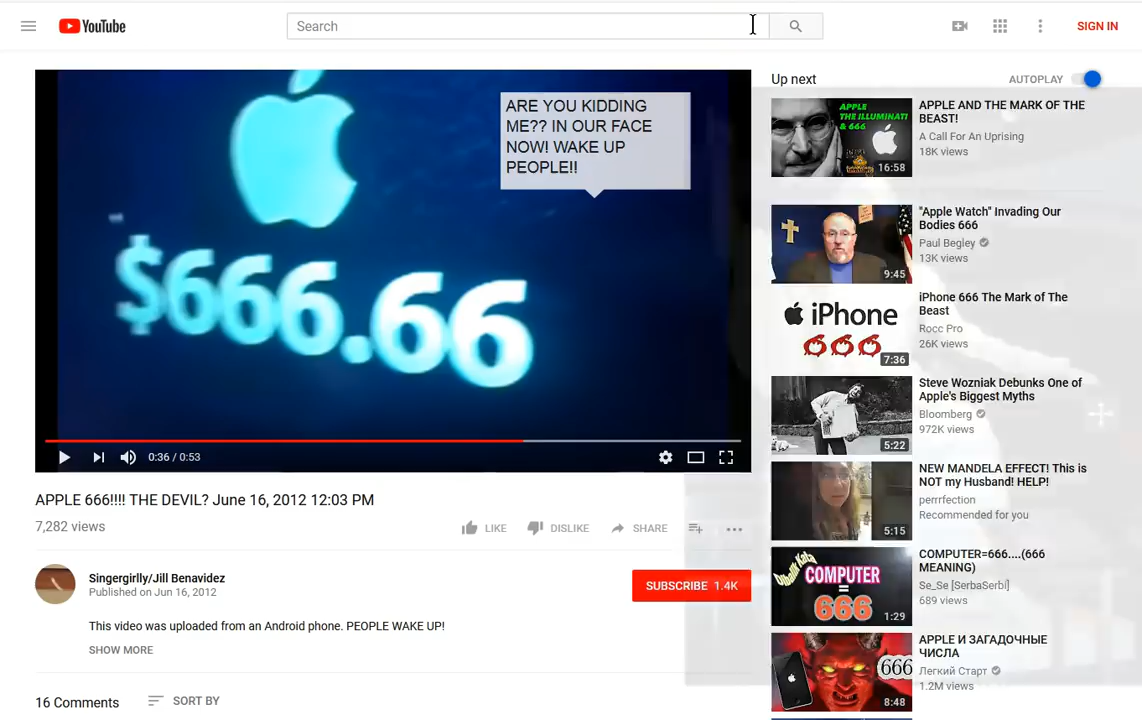 YouTube
Search
SIGN IN
ARE YOU KIDDING
ME?? IN OUR FACE
NOW! WAKE UP
PEOPLE!!
$666.66
0:36 / 0:53
APPLE 666!!!! THE DEVIL? June 16, 2012 12:03 PM
7,282 views
LIKE
DISLIKE
SHARE
Singergirlly/Jill Benavidez
Published on Jun 16, 2012
SUBSCRIBE 1.4K
This video was uploaded from an Android phone. PEOPLE WAKE UP!
SHOW MORE
16 Comments
SORT BY
Up next
AUTOPLAY
APPLE
THE ILLUMINATI
& 666
16:58
APPLE AND THE MARK OF THE
BEAST!
A Call For An Uprising
18K views
9:45
"Apple Watch" Invading Our
Bodies 666
Paul Begley
13K views
iPhone
666
7:36
iPhone 666 The Mark of The
Beast
Rocc Pro
26K views
5:22
Steve Wozniak Debunks One of
Apple's Biggest Myths
Bloomberg
972K views
5:15
NEW MANDELA EFFECT! This is
NOT my Husband! HELP!
perrrfection
Recommended for you
COMPUTER
=
666
1:29
COMPUTER=666....(666
MEANING)
Se_Se [SerbaSerbi]
689 views
666
8:48
APPLE И ЗАГАДОЧНЫЕ
ЧИСЛА
Легкий Старт
1.2M views